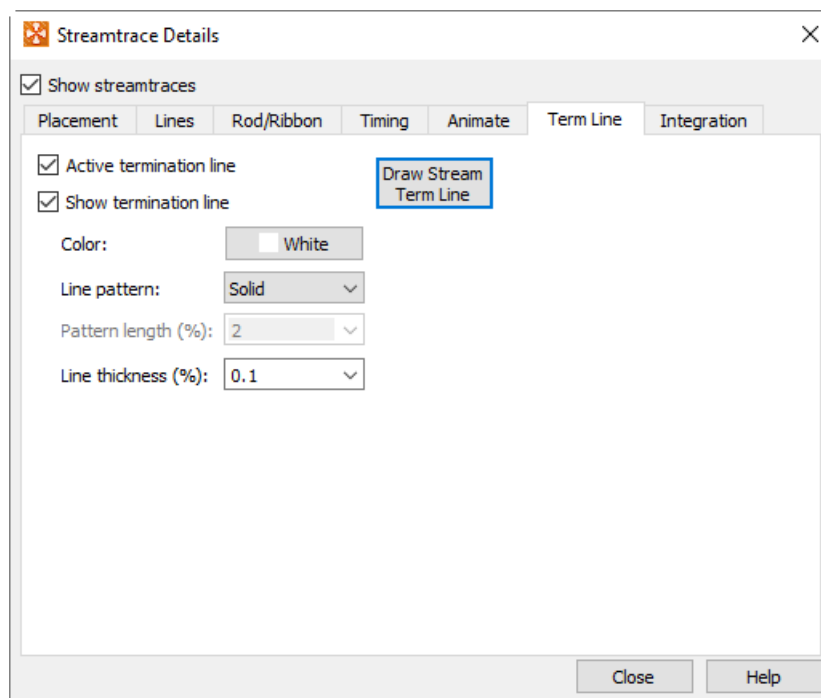 Streamtrace Details
Show streamtraces
Placement Lines Rod/Ribbon Timing Animate Term Line Integration
Active termination line
Draw Stream
Term Line
Show termination line
Color: White
Line pattern: Solid
Pattern length (%): 2
Line thickness (%): 0.1
Close Help